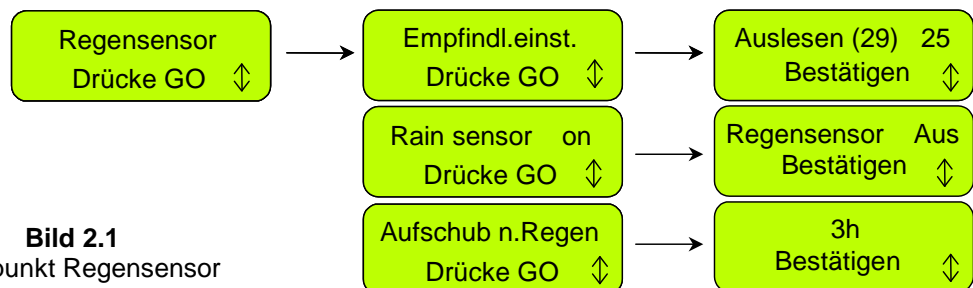 Regensensor
Drücke GO
Empfindl.einst.
Drücke GO
Auslesen (29) 25
Bestätigen
Rain sensor on
Drücke GO
Regensensor Aus
Bestätigen
Aufschub n.Regen
Drücke GO
3h
Bestätigen
Bild 2.1
Regensensor